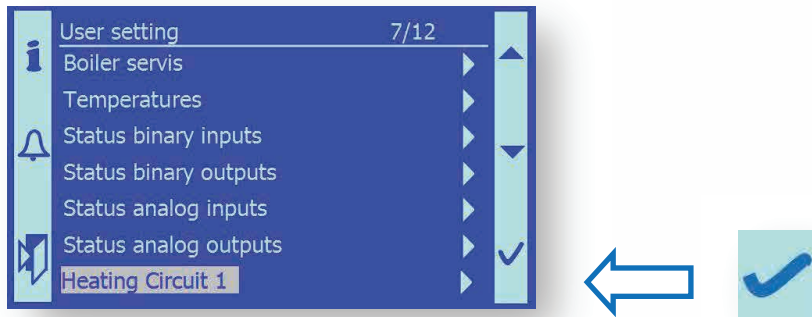 User setting 7/12
Boiler servis
Temperatures
Status binary inputs
Status binary outputs
Status analog inputs
Status analog outputs
Heating Circuit 1